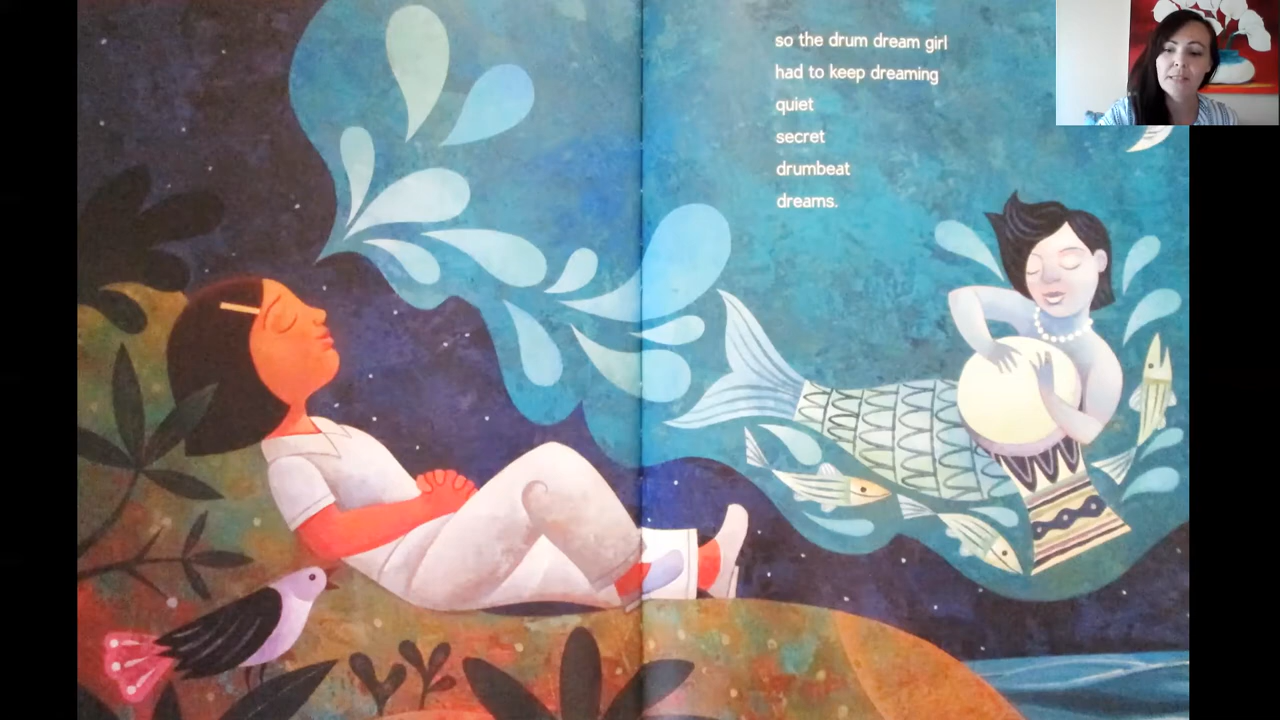 so the drum dream girl
had to keep dreaming
quiet
secret
drumbeat
dreams.